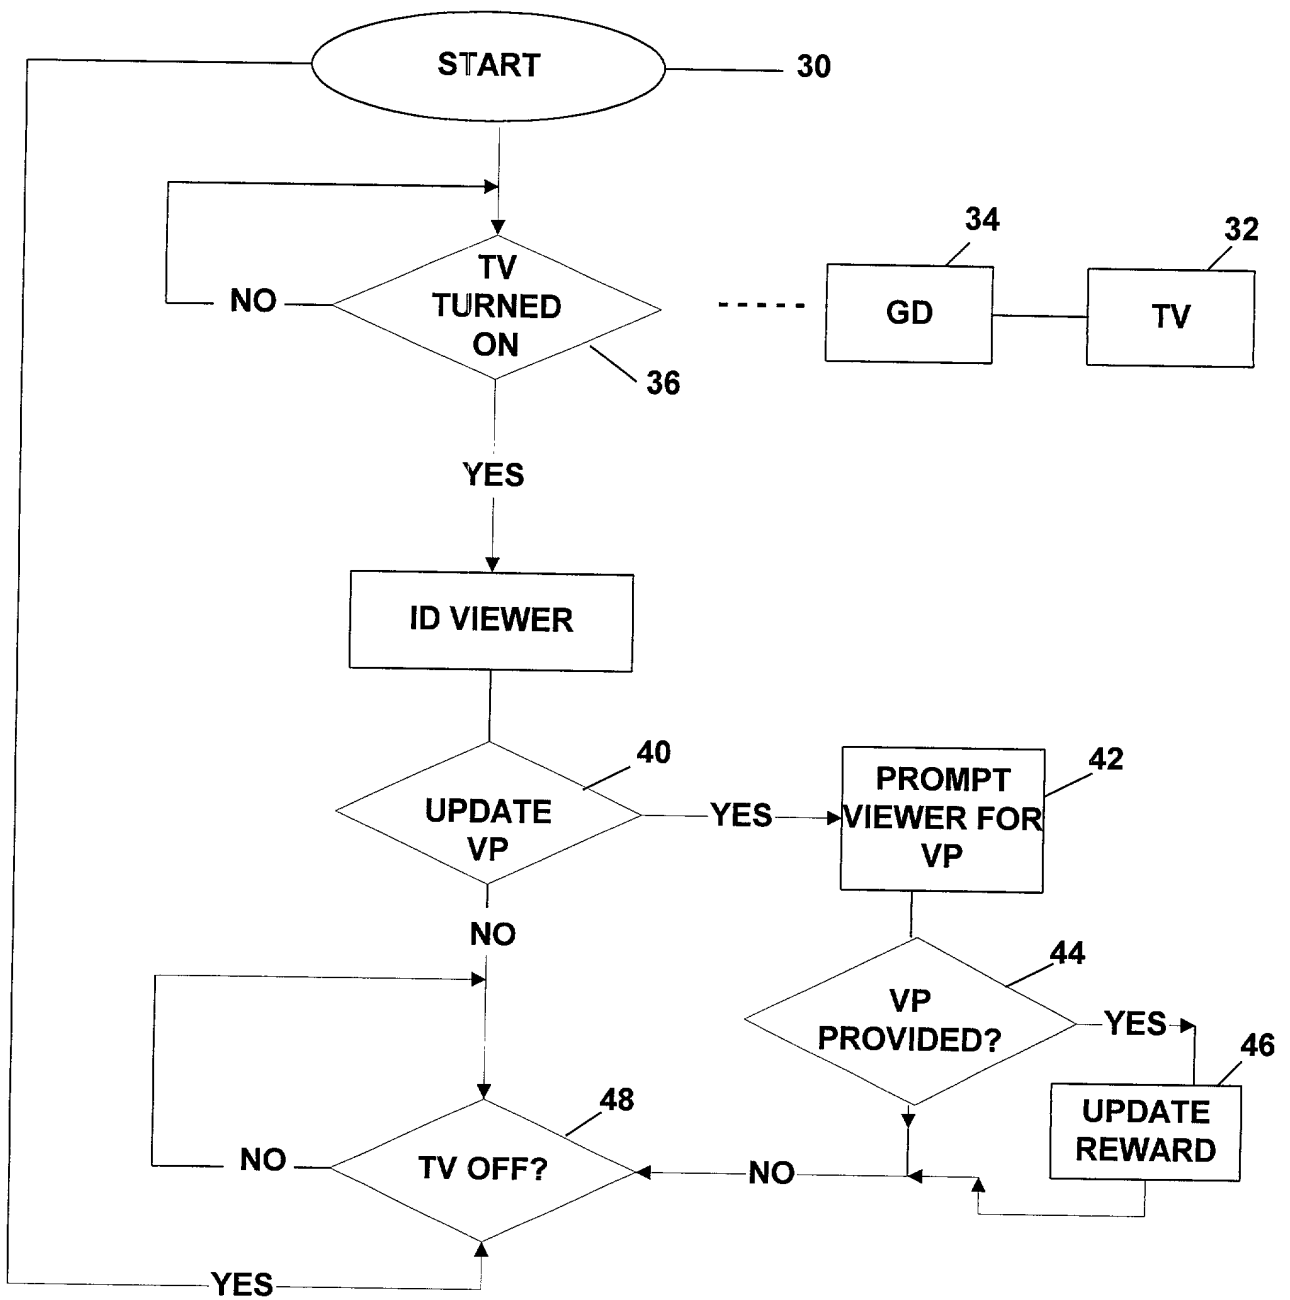 START
30
34
32
TV
TURNED
ON
NO
GD
TV
36
YES
ID VIEWER
40
42
UPDATE
VP
YES
PROMPT
VIEWER FOR
VP
NO
44
VP
PROVIDED?
YES
46
48
UPDATE
REWARD
NO
TV OFF?
NO
YES